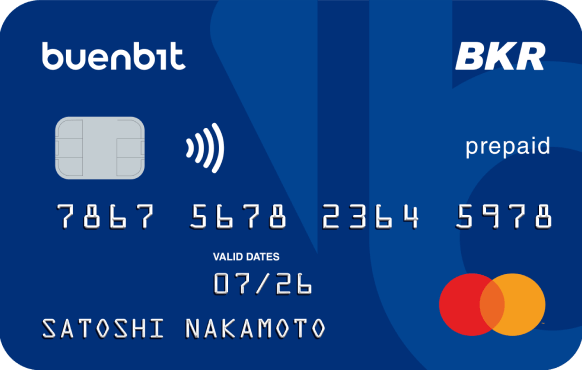 buenbit BKR
prepaid
7867 5678 2364 5978
VALID DATES
07/26
SATOSHI NAKAMOTO